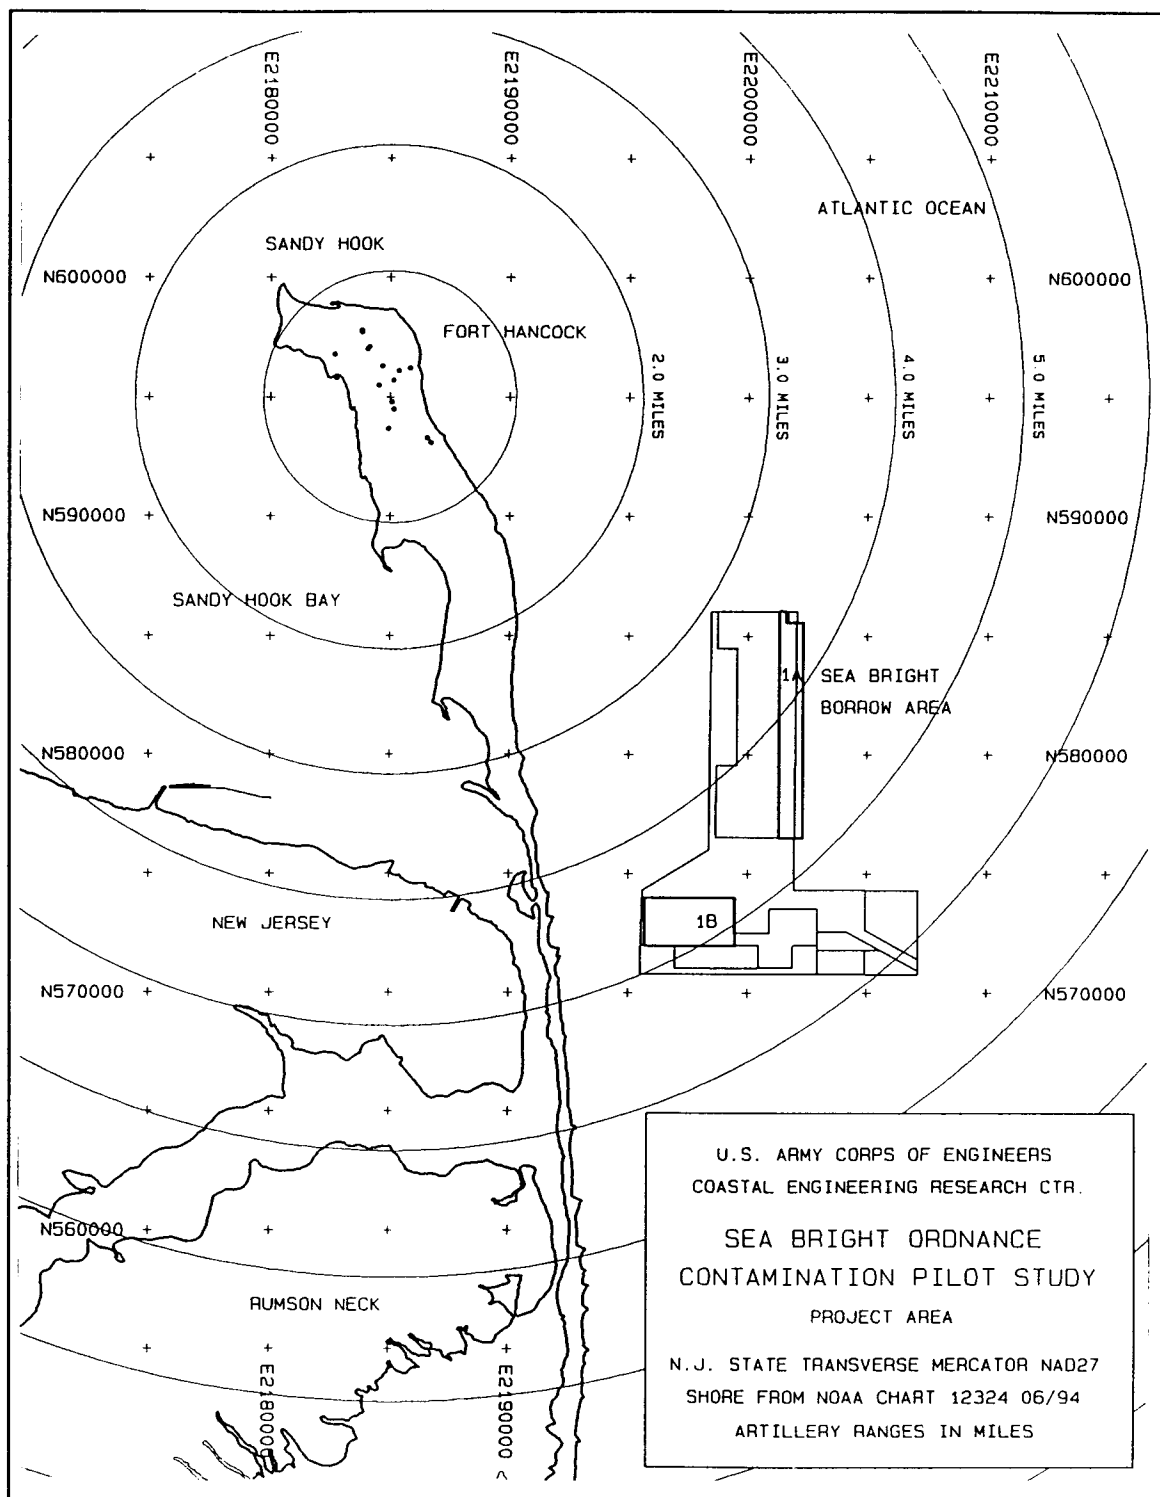 E2180000
E2190000
E2200000
E2210000
ATLANTIC OCEAN
SANDY HOOK
N600000
N600000
FORT HANCOCK
2.0 MILES
3.0 MILES
4.0 MILES
5.0 MILES
N590000
N590000
SANDY HOOK BAY
1A
SEA BRIGHT
BORROW AREA
N580000
N580000
NEW JERSEY
1B
N570000
N570000
U.S. ARMY CORPS OF ENGINEERS
COASTAL ENGINEERING RESEARCH CTR.
SEA BRIGHT ORDNANCE
CONTAMINATION PILOT STUDY
PROJECT AREA
N.J. STATE TRANSVERSE MERCATOR NAD27
SHORE FROM NOAA CHART 12324 06/94
ARTILLERY RANGES IN MILES
N560000
RUMSON NECK
E2180000
E2190000